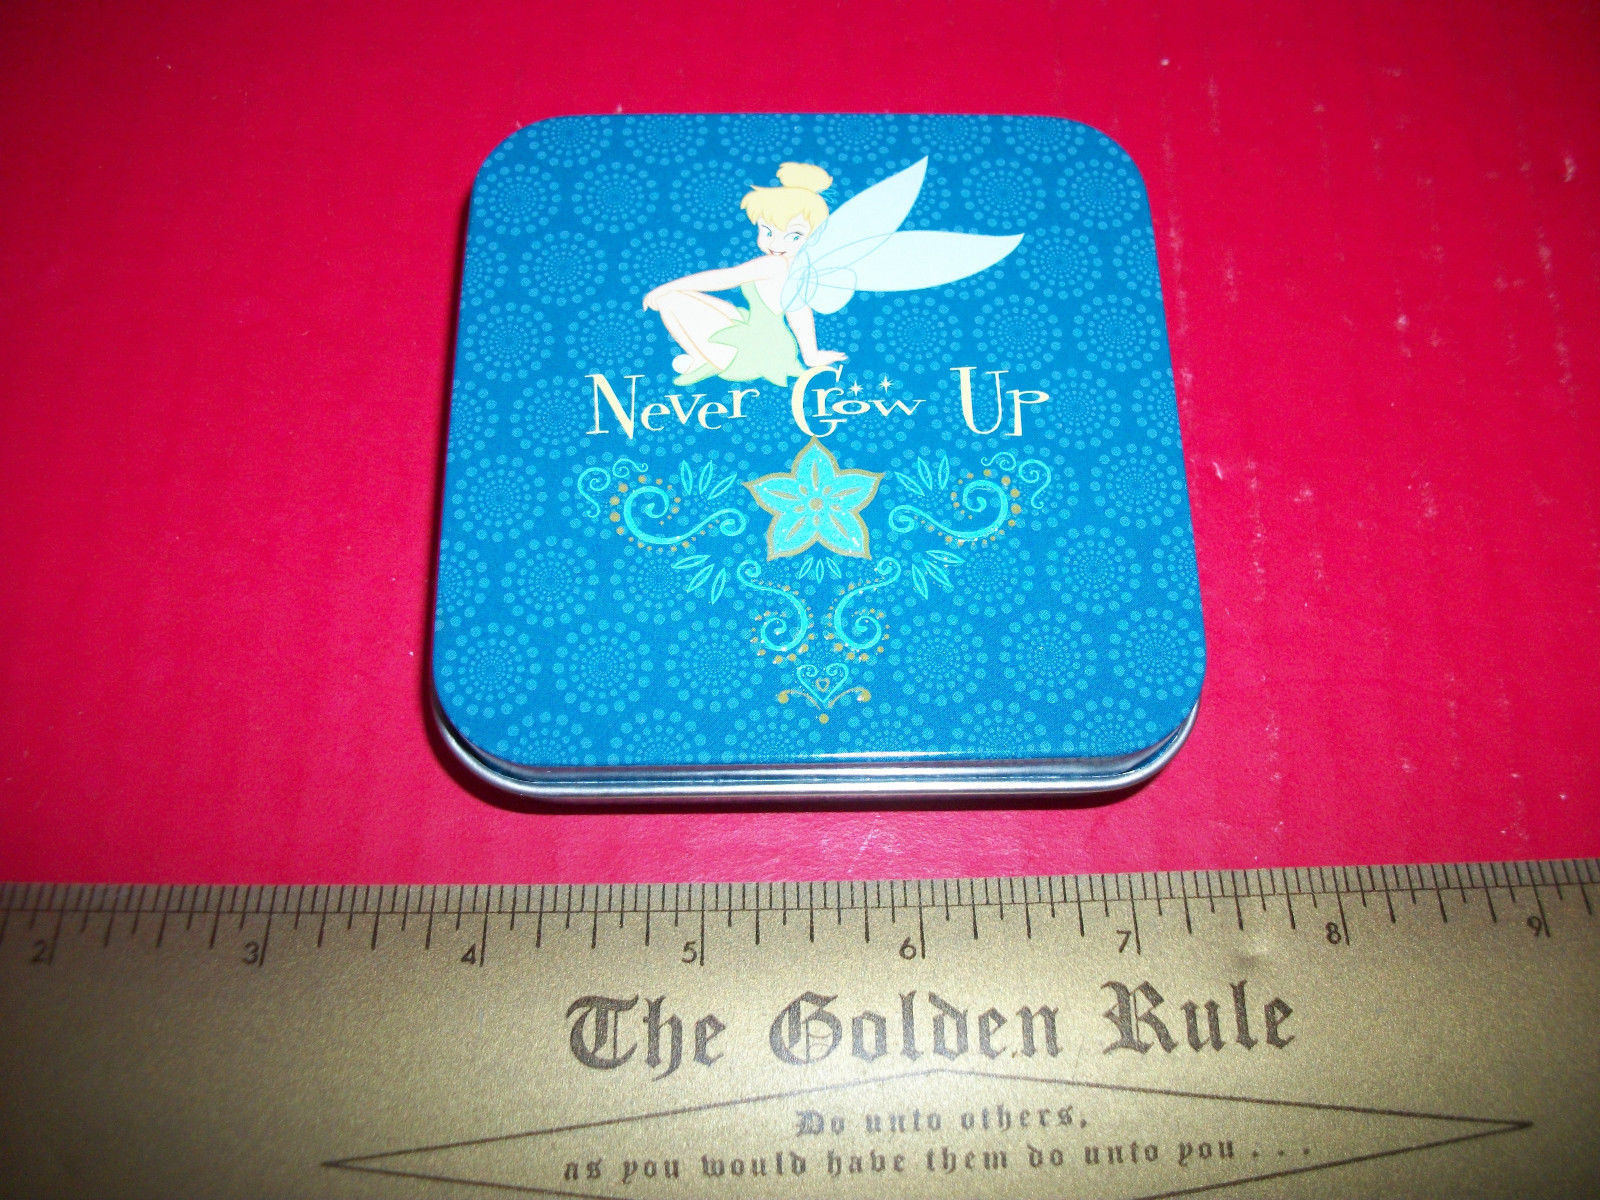 Never Grow Up
2 3 4 5 6 7 8 9
The Golden Rule
Do unto others,
as you would have them do unto you . . .